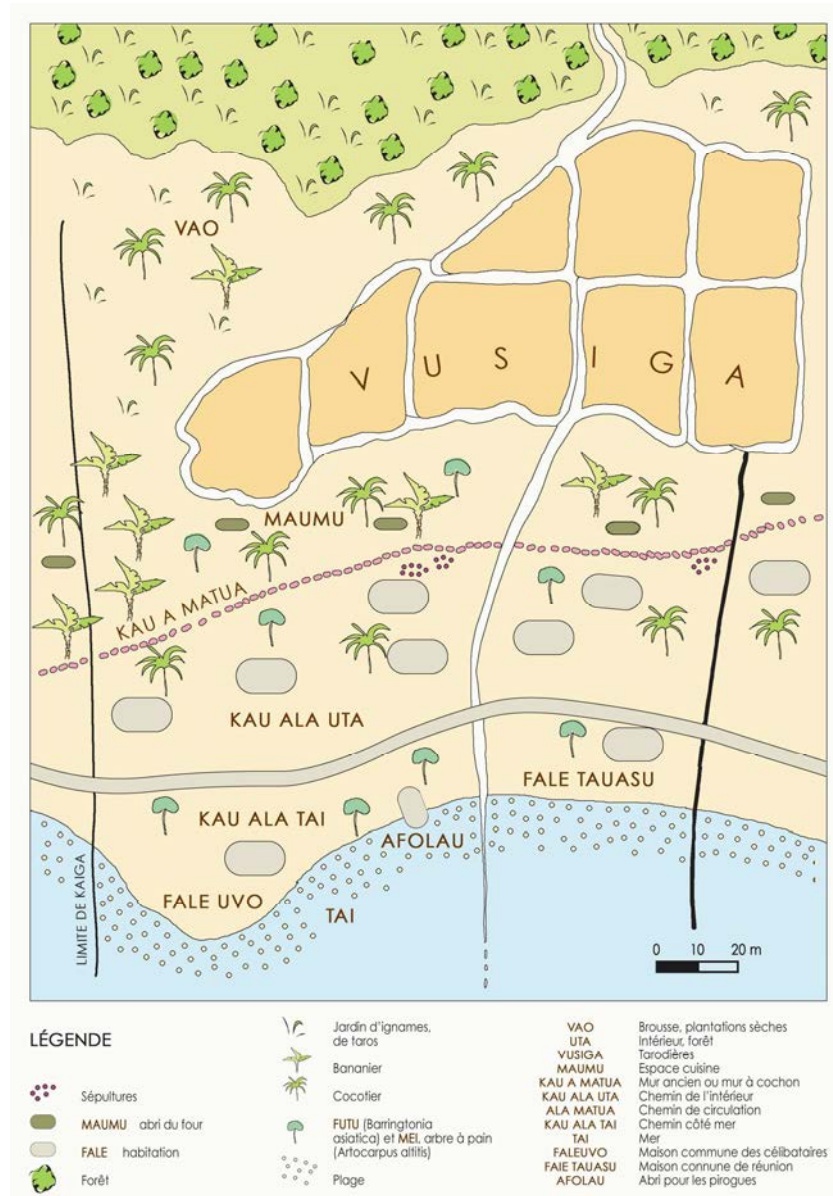 VAO
VUSIGA
MAUMU
KAU A MATUA
KAU ALA UTA
FALE TAUASU
KAU ALA TAI
AFOLAU
FALE UVO
TAI
LIMITE DE KAIGA
0 10 20 m
LÉGENDE
Sépultures
MAUMU abri du four
FALE habitation
Forêt
Jardin d'ignames,
de taros
Bananier
Cocotier
FUTU (Barringtonia
asiatica) et MEI, arbre à pain
(Artocarpus altitis)
Plage
VAO Brousse, plantations sèches
UTA Intérieur, forêt
VUSIGA Tarodières
MAUMU Espace cuisine
KAU A MATUA Mur ancien ou mur à cochon
KAU ALA UTA Chemin de l'intérieur
ALA MATUA Chemin de circulation
KAU ALA TAI Chemin côté mer
TAI Mer
FALEUVO Maison commune des célibataires
FAIE TAUASU Maison connune de réunion
AFOLAU Abri pour les pirogues